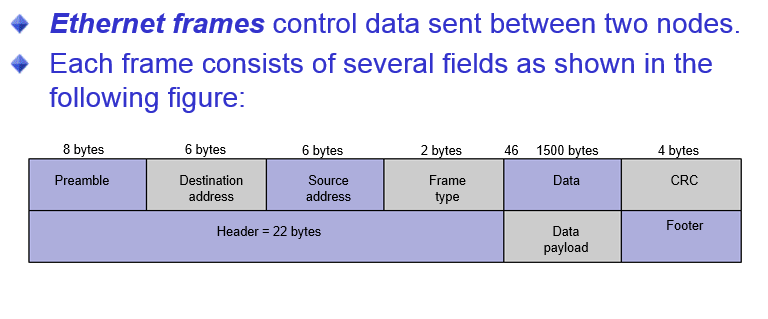 Ethernet frames control data sent between two nodes.
Each frame consists of several fields as shown in the
following figure:
8 bytes 6 bytes 6 bytes 2 bytes 46 1500 bytes 4 bytes
Preamble Destination address Source address Frame type Data CRC
Header = 22 bytes Data payload Footer